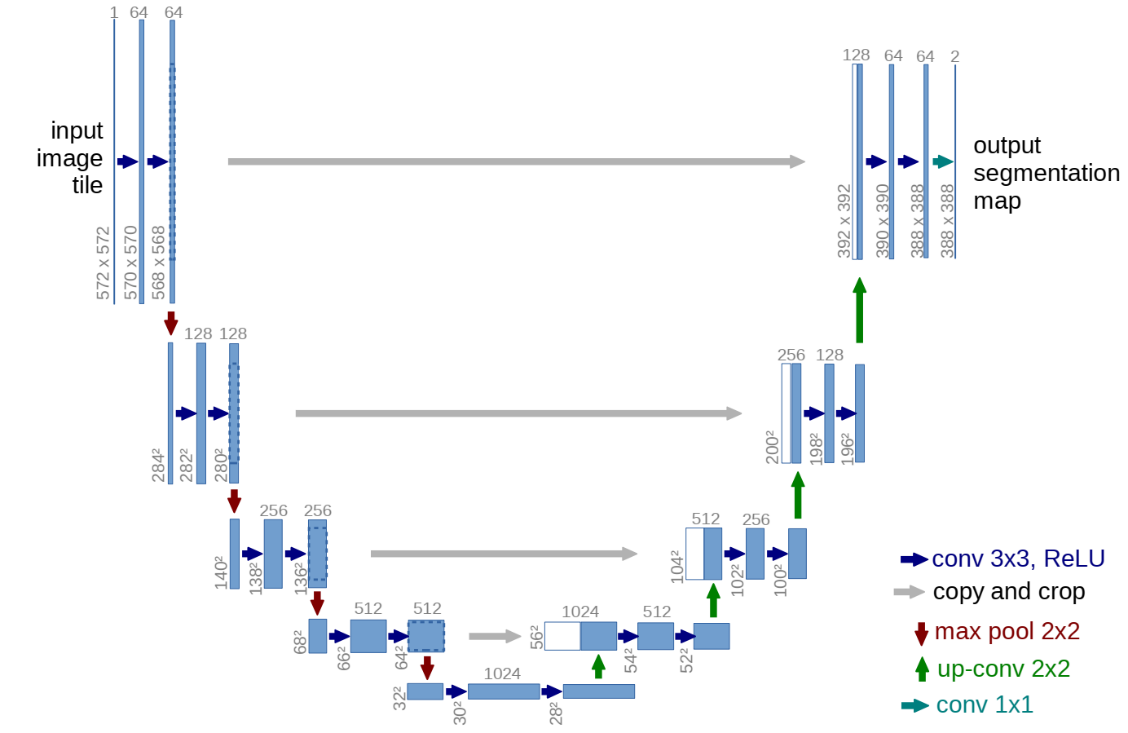 1 64 64
128
64 64 2
input
image
tile
output
segmentation
map
572 x 572
570 x 570
568 x 568
392 x 392
390 x 390
388 x 388
388 x 388
128 128
256 128
284²
282²
280²
200²
198²
196²
256 256
512 256
140²
138²
136²
104²
102²
100²
512 512
1024 512
68²
66²
64²
56²
54²
52²
1024
32²
30²
28²
conv 3x3, ReLU
copy and crop
max pool 2x2
up-conv 2x2
conv 1x1